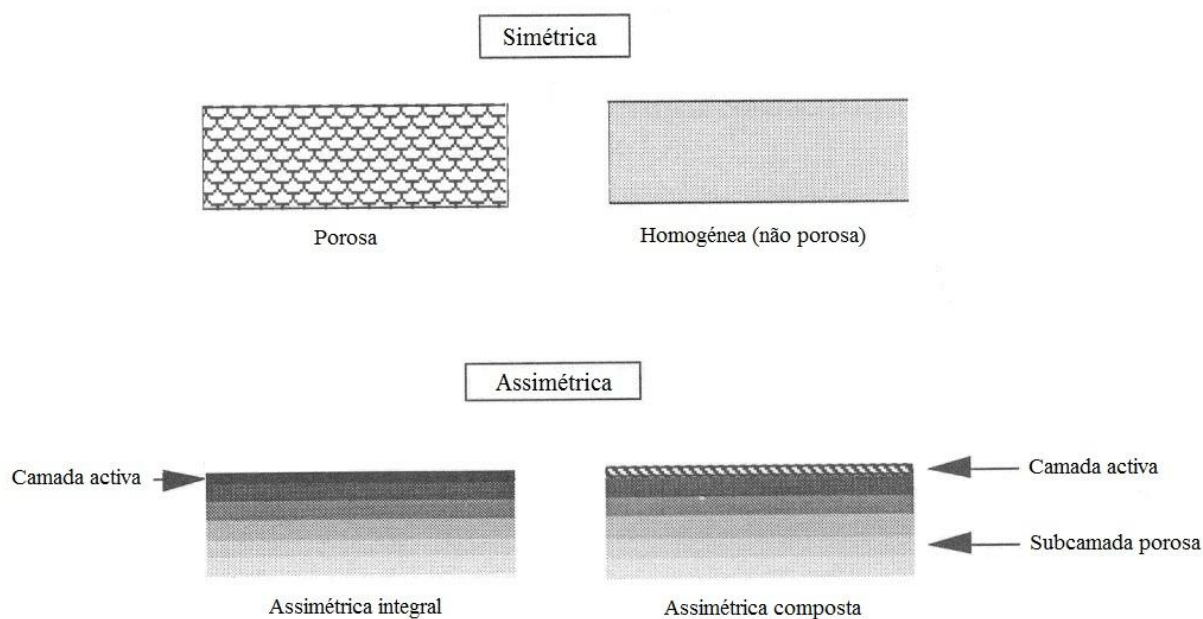 Simétrica
Porosa
Homogénea (não porosa)
Assimétrica
Camada activa
Camada activa
Subcamada porosa
Assimétrica integral
Assimétrica composta